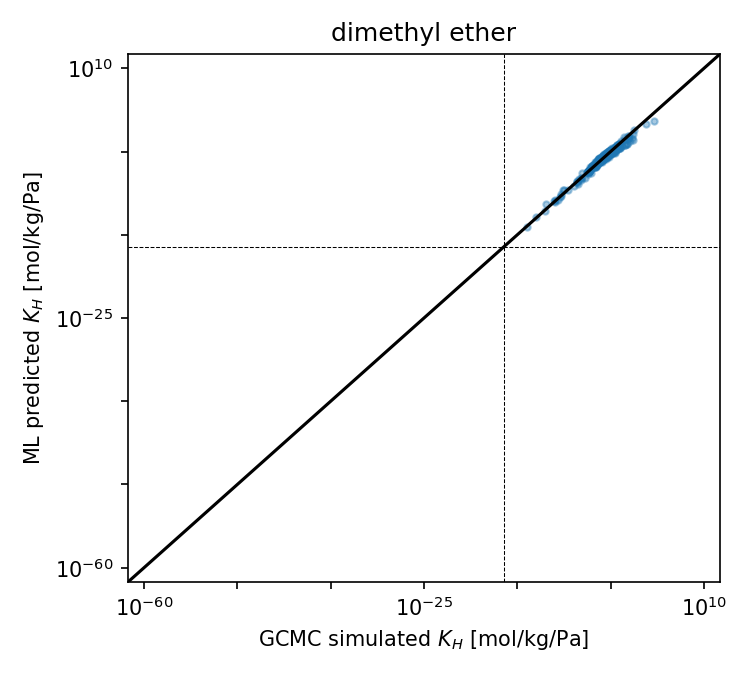 dimethyl ether
10^10
10^-25
10^-60
ML predicted K_H [mol/kg/Pa]
10^-60
10^-25
10^10
GCMC simulated K_H [mol/kg/Pa]